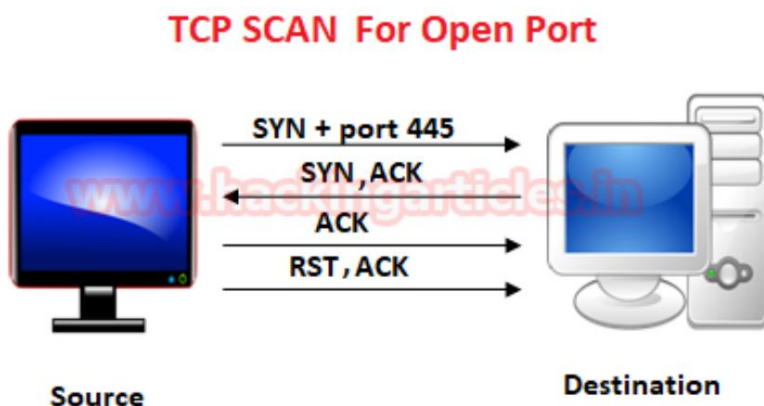 TCP SCAN For Open Port
SYN + port 445
SYN,ACK
www.hackingarticles.in
ACK
RST,ACK
Source
Destination